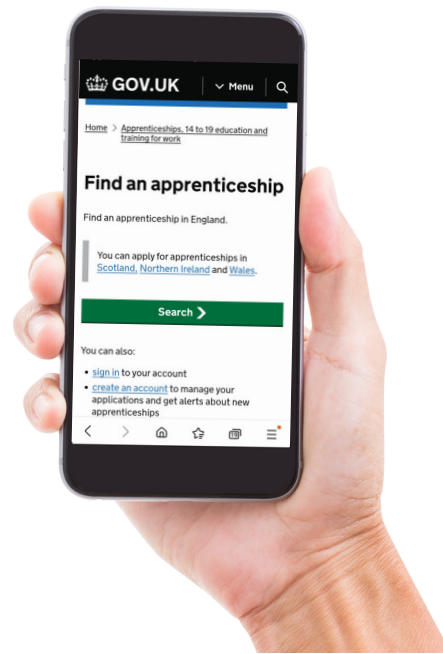 GOV.UK Menu
Home > Apprenticeships, 14 to 19 education and
training for work
Find an apprenticeship
Find an apprenticeship in England.
You can apply for apprenticeships in
Scotland, Northern Ireland and Wales.
Search
You can also:
• sign in to your account
• create an account to manage your
applications and get alerts about new
apprenticeships